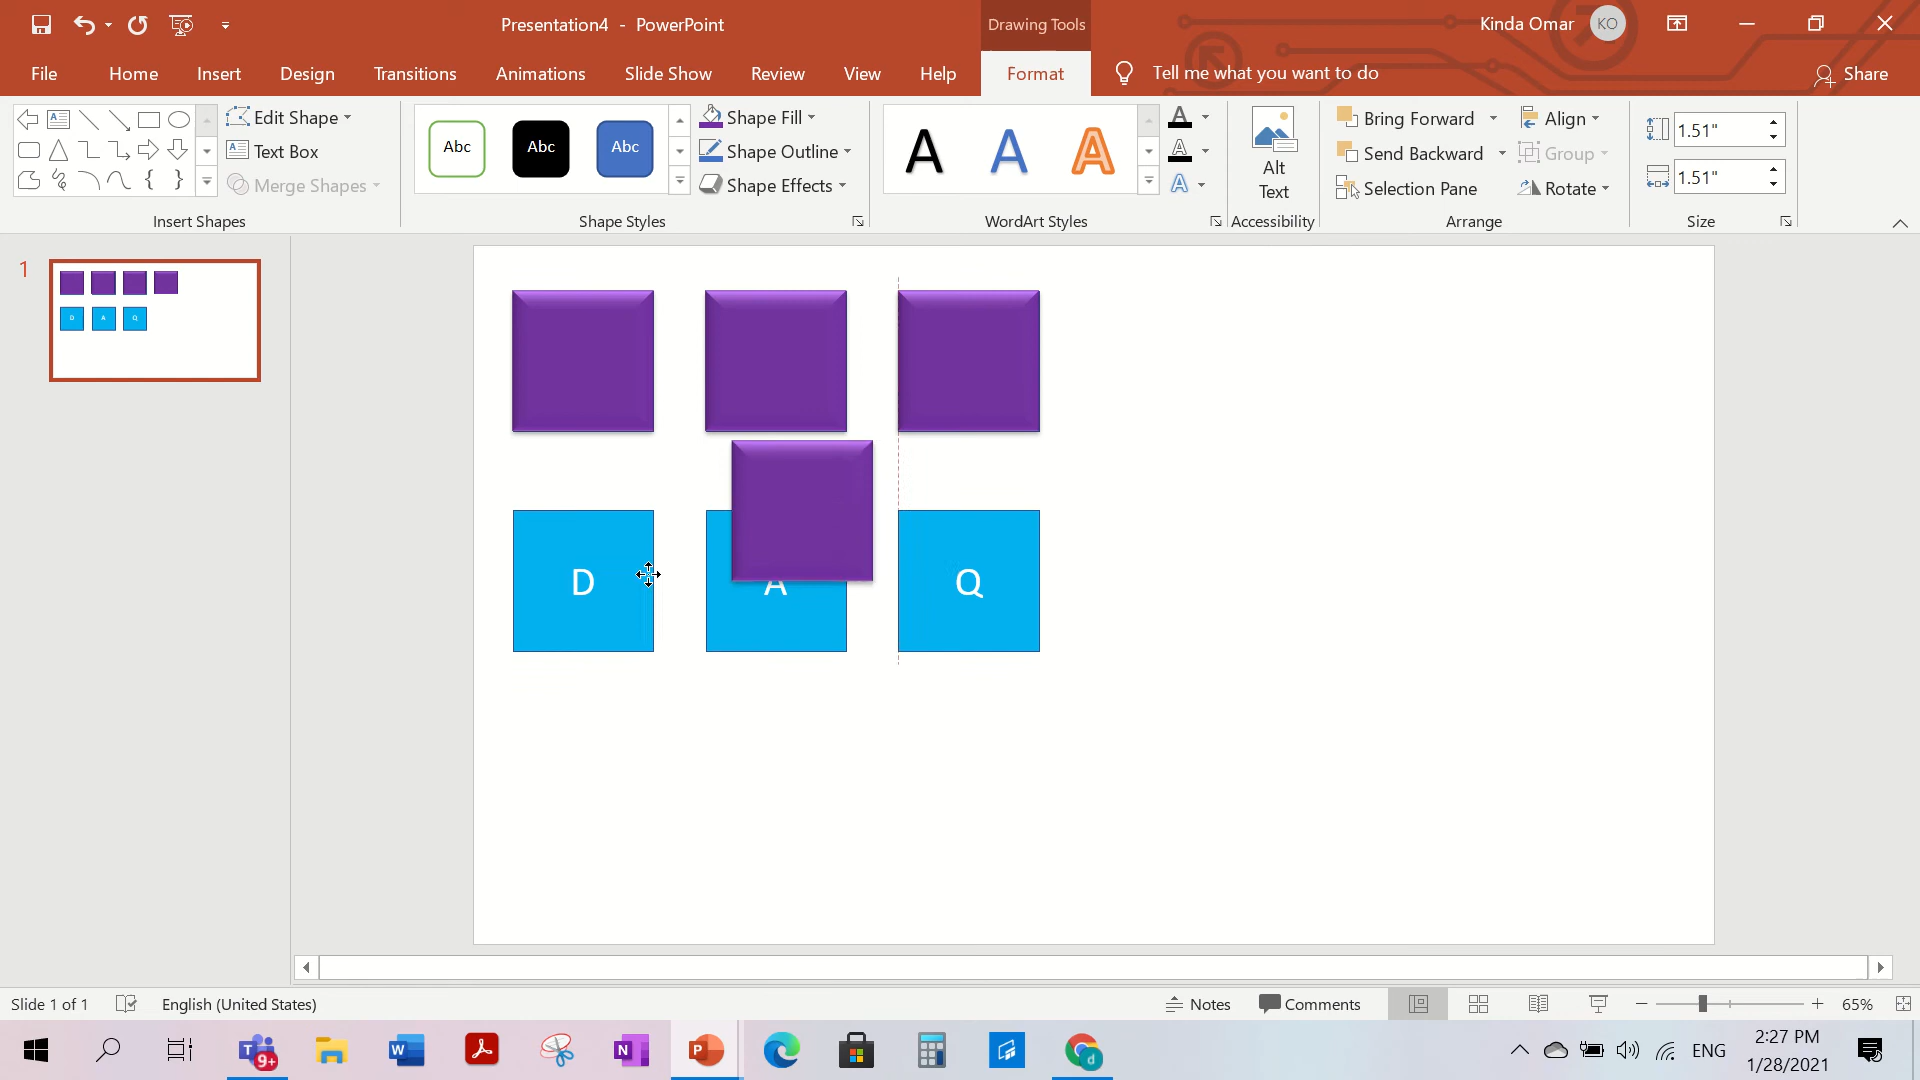 Presentation4 - PowerPoint
Drawing Tools
Kinda Omar
KO
File
Home
Insert
Design
Transitions
Animations
Slide Show
Review
View
Help
Format
Tell me what you want to do
Share
Edit Shape
Text Box
Merge Shapes
Insert Shapes
Abc
Abc
Abc
Shape Fill
Shape Outline
Shape Effects
Shape Styles
A
A
A
A
A
A
WordArt Styles
Alt
Text
Accessibility
Bring Forward
Send Backward
Selection Pane
Align
Group
Rotate
Arrange
1.51"
1.51"
Size
1
D
A
Q
D
A
Q
Slide 1 of 1
English (United States)
Notes
Comments
65%
T
9+
W
N
P
d
ENG
2:27 PM
1/28/2021